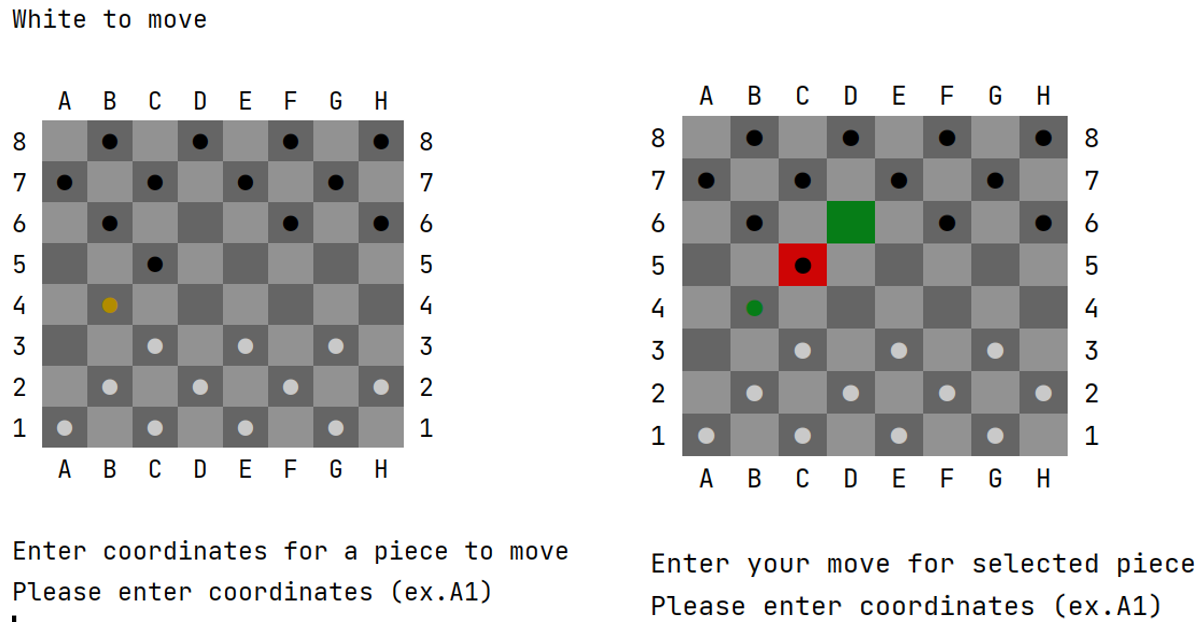 White to move
A B C D E F G H
8 8
7 7
6 6
5 5
4 4
3 3
2 2
1 1
A B C D E F G H
Enter coordinates for a piece to move
Please enter coordinates (ex.A1)
A B C D E F G H
8 8
7 7
6 6
5 5
4 4
3 3
2 2
1 1
A B C D E F G H
Enter your move for selected piece
Please enter coordinates (ex.A1)